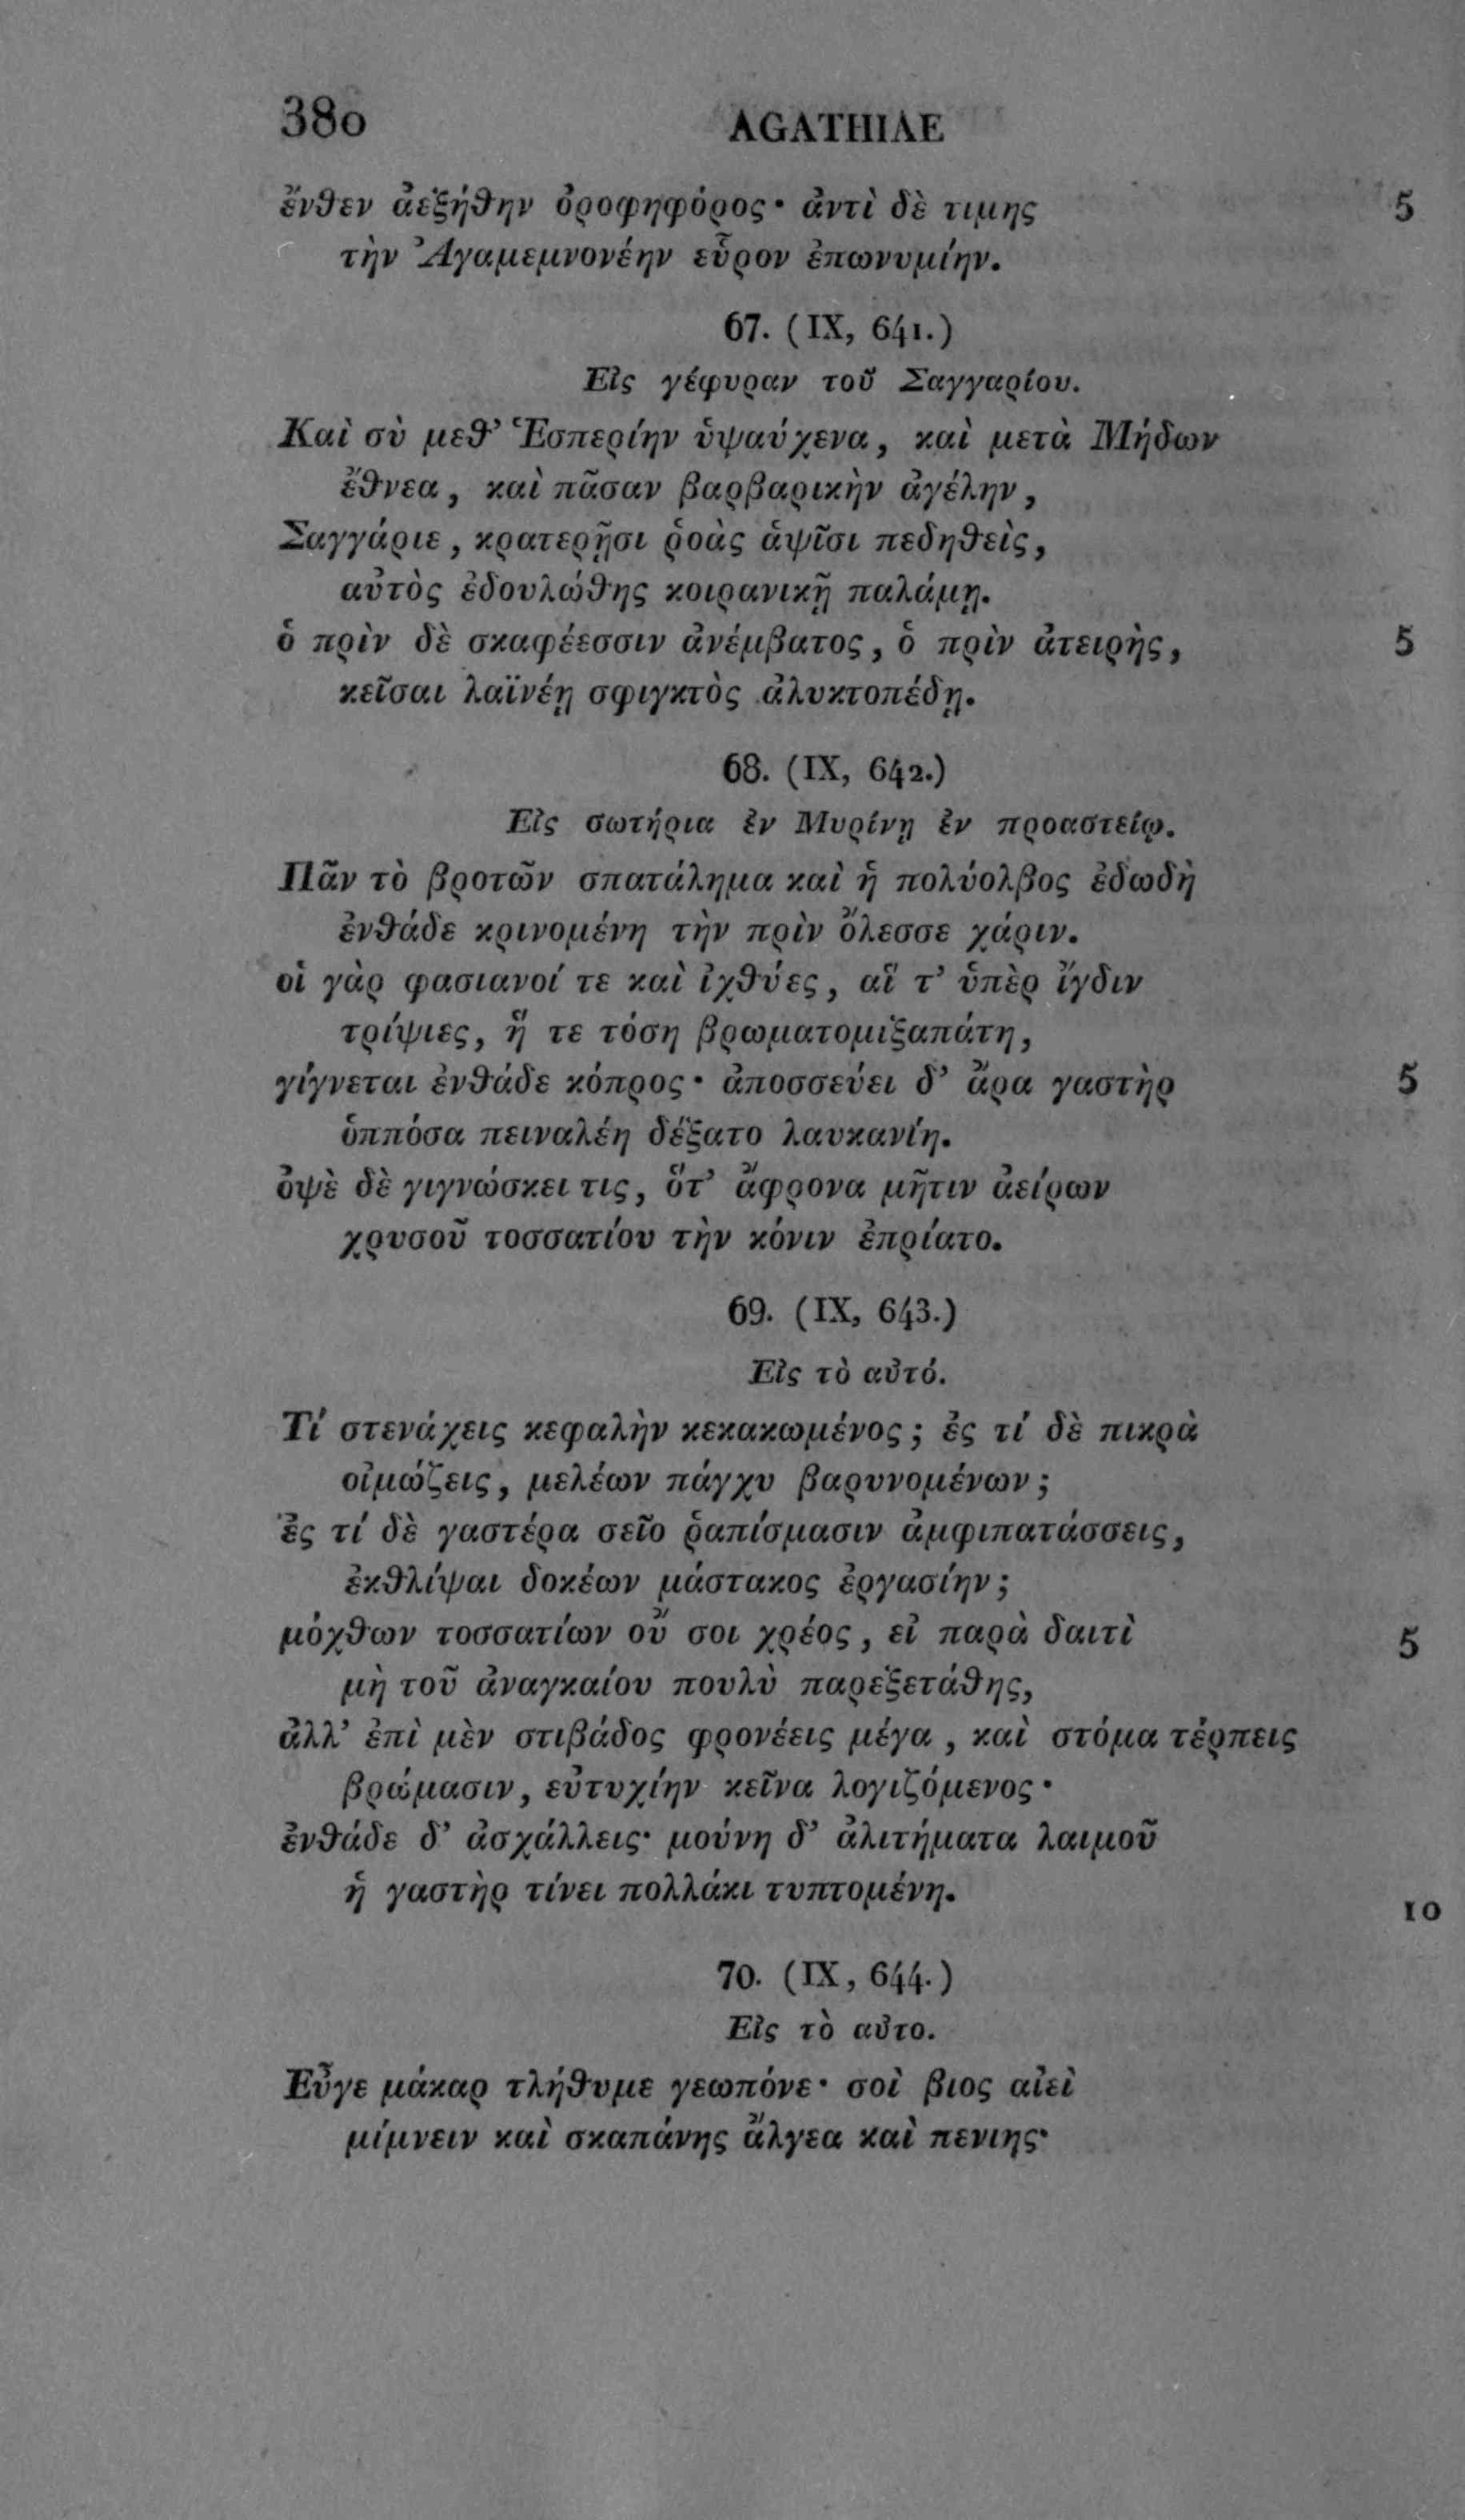 380 AGATHIAE
ἔνθεν ἀεξήθην ὀροφηφόρος· ἀντὶ δὲ τιμης 5
τὴν Ἀγαμεμνονέην εὗρον ἐπωνυμίην.
67. (IX, 641.)
Εἰς γέφυραν τοῦ Σαγγαρίου.
Καὶ σὺ μεθ’ Ἑσπερίην ὑψαύχενα, καὶ μετὰ Μήδων
ἔθνεα, καὶ πᾶσαν βαρβαρικὴν ἀγέλην,
Σαγγάριε, κρατερῇσι ῥοὰς ἁψῖσι πεδηθεὶς,
αὐτὸς ἐδουλώθης κοιρανικῇ παλάμῃ.
ὁ πρὶν δὲ σκαφέεσσιν ἀνέμβατος, ὁ πρὶν ἀτειρὴς, 5
κεῖσαι λαϊνέῃ σφιγκτὸς ἀλυκτοπέδῃ.
68. (IX, 642.)
Εἰς σωτήρια ἐν Μυρίνῃ ἐν προαστείῳ.
Πᾶν τὸ βροτῶν σπατάλημα καὶ ἡ πολύολβος ἐδωδὴ
ἐνθάδε κρινομένη τὴν πρὶν ὄλεσσε χάριν.
οἱ γὰρ φασιανοί τε καὶ ἰχθύες, αἵ τ’ ὑπὲρ ἴγδιν
τρίψιες, ἥ τε τόση βρωματομιξαπάτη,
γίγνεται ἐνθάδε κόπρος· ἀποσσεύει δ’ ἄρα γαστὴρ 5
ὁππόσα πειναλέη δέξατο λαυκανίη.
ὀψὲ δὲ γιγνώσκει τις, ὅτ’ ἄφρονα μῆτιν ἀείρων
χρυσοῦ τοσσατίου τὴν κόνιν ἐπρίατο.
69. (IX, 643.)
Εἰς τὸ αὐτό.
Τί στενάχεις κεφαλὴν κεκακωμένος; ἐς τί δὲ πικρὰ
οἰμώζεις, μελέων πάγχυ βαρυνομένων;
ἐς τί δὲ γαστέρα σεῖο ῥαπίσμασιν ἀμφιπατάσσεις,
ἐκθλίψαι δοκέων μάστακος ἐργασίην;
μόχθων τοσσατίων οὔ σοι χρέος, εἰ παρὰ δαιτὶ 5
μὴ τοῦ ἀναγκαίου πουλὺ παρεξετάθης,
ἀλλ’ ἐπὶ μὲν στιβάδος φρονέεις μέγα, καὶ στόμα τέρπεις
βρώμασιν, εὐτυχίην κεῖνα λογιζόμενος·
ἐνθάδε δ’ ἀσχάλλεις· μούνη δ’ ἀλιτήματα λαιμοῦ
ἡ γαστὴρ τίνει πολλάκι τυπτομένη. 10
70. (IX, 644.)
Εἰς τὸ αὐτο.
Εὖγε μάκαρ τλήθυμε γεωπόνε· σοὶ βιος αἰεὶ
μίμνειν καὶ σκαπάνης ἄλγεα καὶ πενιης·